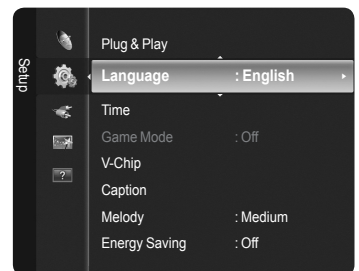 Setup
Plug & Play
Language : English
Time
Game Mode : Off
V-Chip
Caption
Melody : Medium
Energy Saving : Off
?